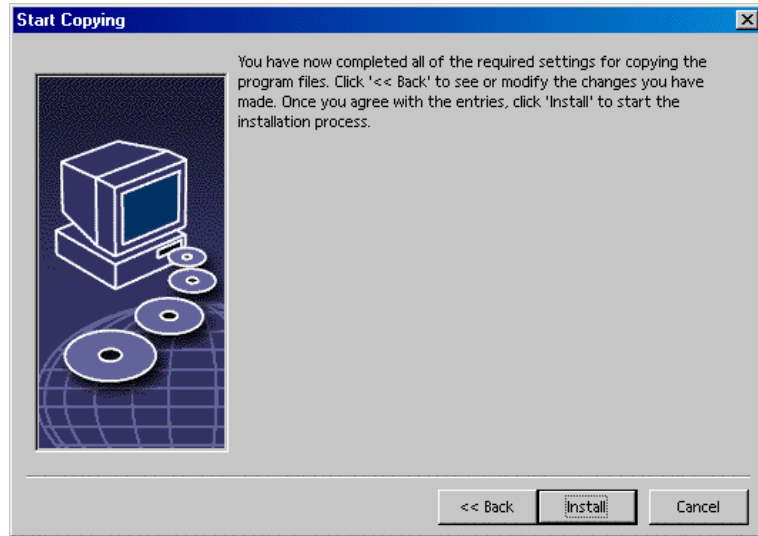 Start Copying
You have now completed all of the required settings for copying the
program files. Click '<< Back' to see or modify the changes you have
made. Once you agree with the entries, click 'Install' to start the
installation process.
<< Back Install Cancel